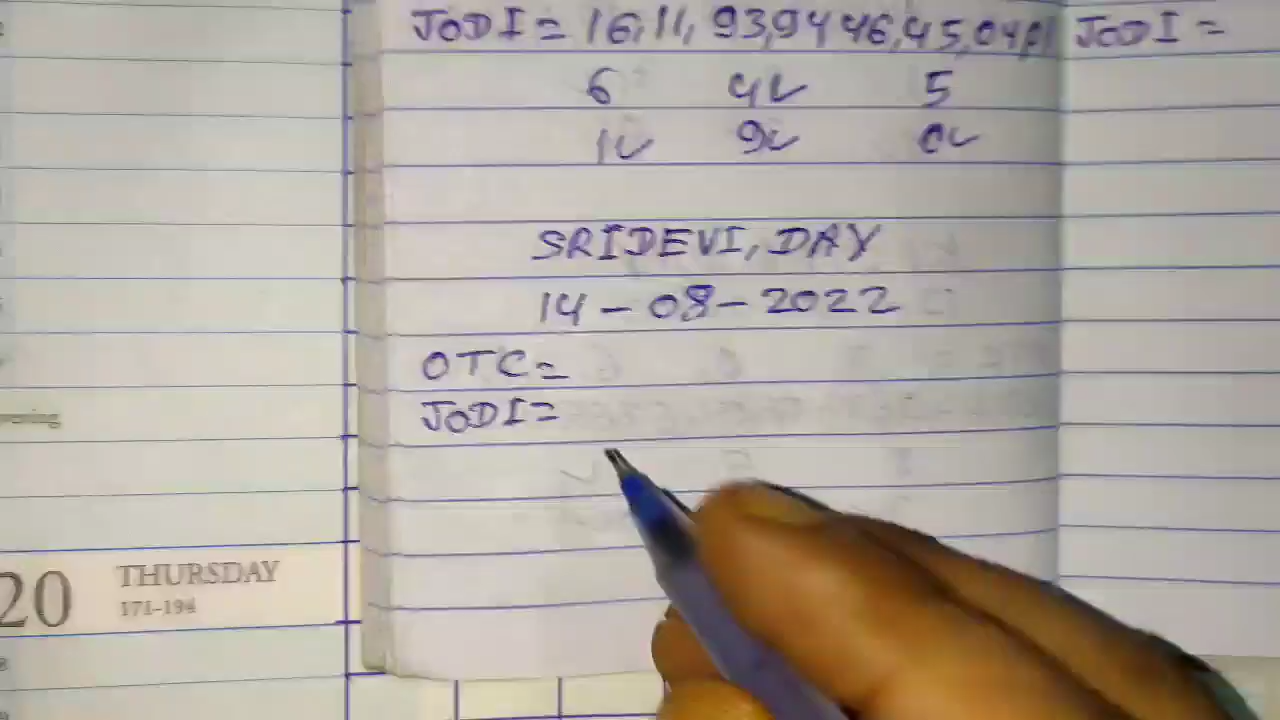 JODI = 16, 11, 93, 94 46, 45, 04, 01
JODI =
6 4✓ 5
1✓ 9✓ 0✓
SRIDEVI, DAY
14 - 08 - 2022
OTC =
JODI =
20 THURSDAY
171-194